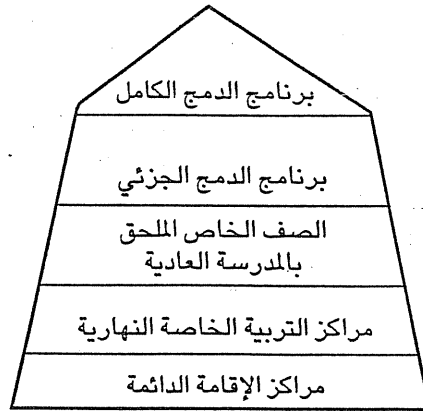 برنامج الدمج الكامل
برنامج الدمج الجزئي
الصف الخاص الملحق
بالمدرسة العادية
مراكز التربية الخاصة النهارية
مراكز الإقامة الدائمة